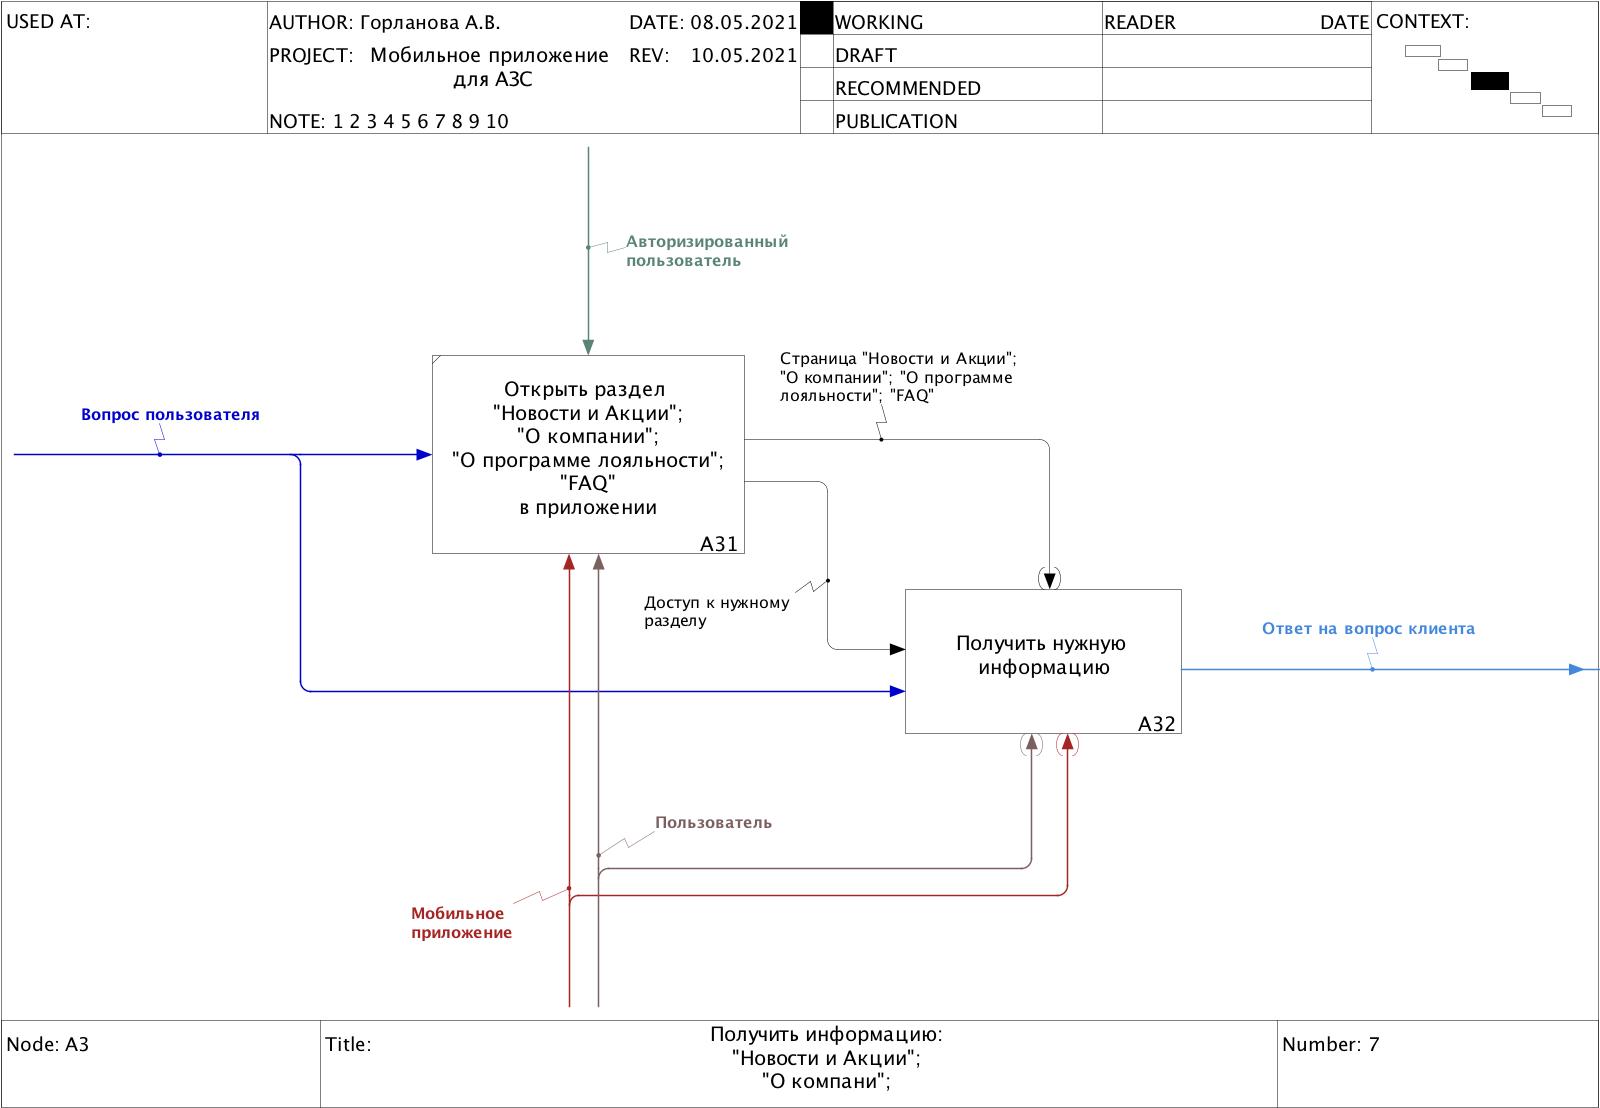 USED AT:
AUTHOR: Горланова А.В.
DATE: 08.05.2021
PROJECT: Мобильное приложение
для АЗС
REV: 10.05.2021
NOTE: 1 2 3 4 5 6 7 8 9 10
WORKING
DRAFT
RECOMMENDED
PUBLICATION
READER
DATE
CONTEXT:
Авторизированный
пользователь
Вопрос пользователя
Открыть раздел
"Новости и Акции";
"О компании";
"О программе лояльности";
"FAQ"
в приложении
A31
Страница "Новости и Акции";
"О компании"; "О программе
лояльности"; "FAQ"
Доступ к нужному
разделу
Получить нужную
информацию
A32
Ответ на вопрос клиента
Пользователь
Мобильное
приложение
Node: A3
Title:
Получить информацию:
"Новости и Акции";
"О компани";
Number: 7